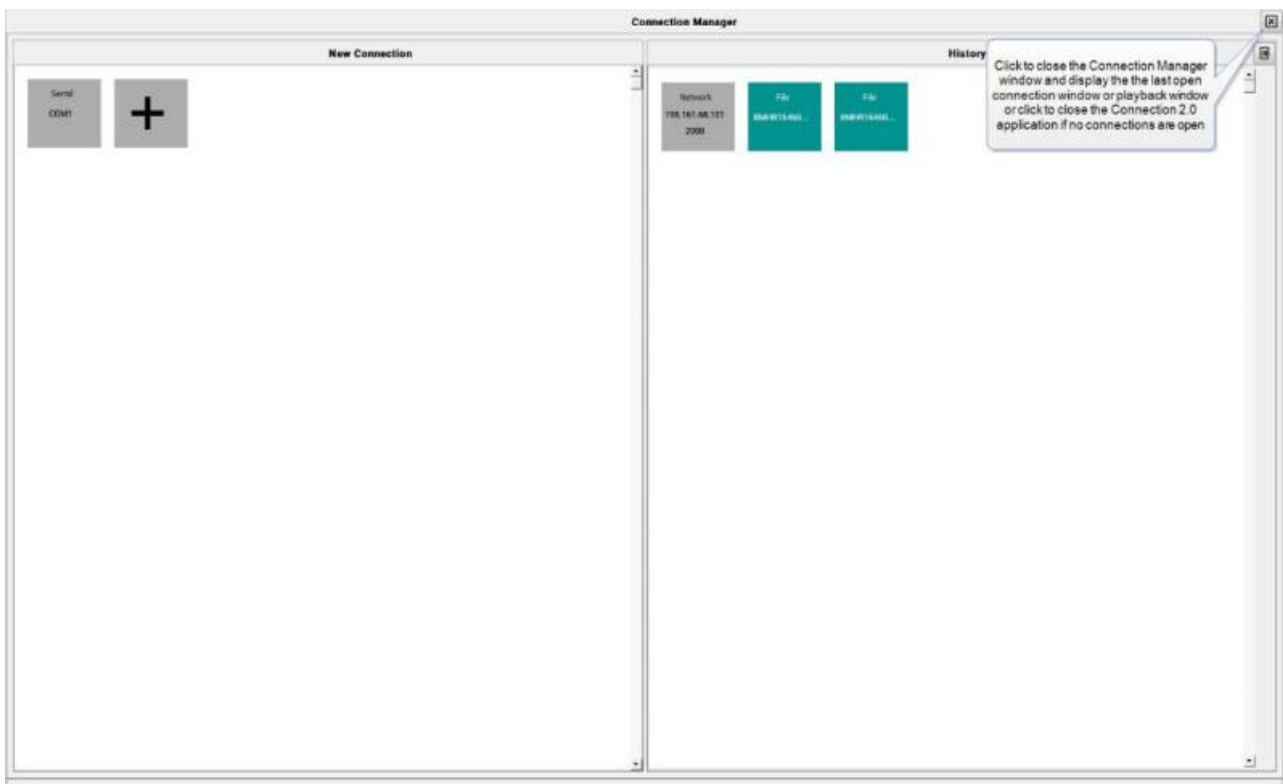 Connection Manager
New Connection
History
Click to close the Connection Manager
window and display the the last open
connection window or playback window
or click to close the Connection 2.0
application if no connections are open
Serial
COM1
+
Network
2000
File
File